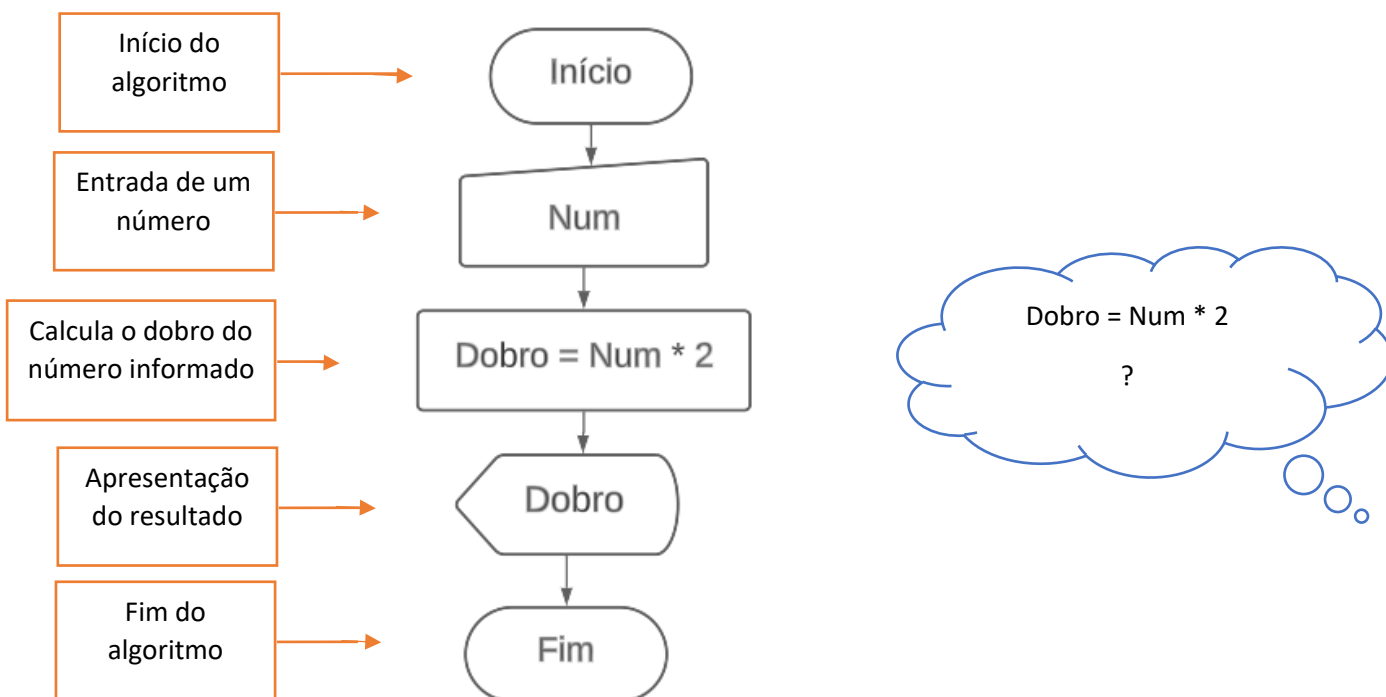 Início do
algoritmo
Início
Entrada de um
número
Num
Calcula o dobro do
número informado
Dobro = Num * 2
Dobro = Num * 2
?
Apresentação
do resultado
Dobro
Fim do
algoritmo
Fim